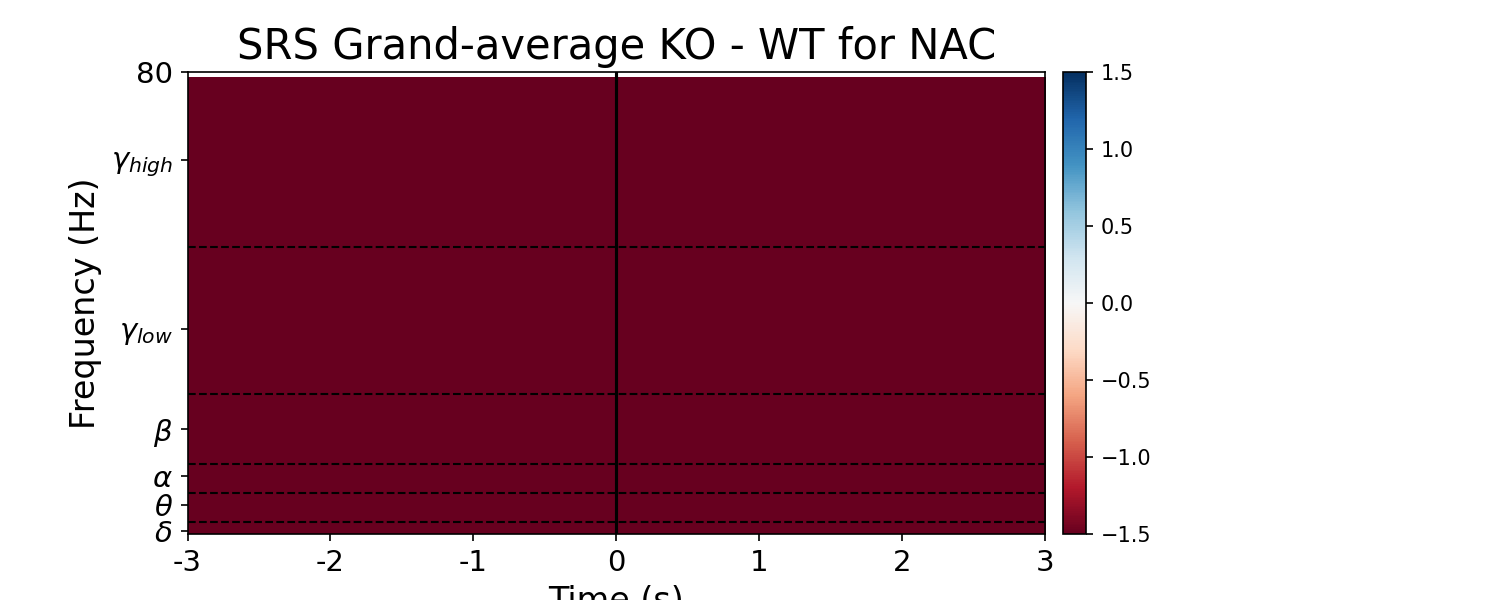 SRS Grand-average KO - WT for NAC
80
γhigh
γlow
β
α
θ
δ
Frequency (Hz)
-3 -2 -1 0 1 2 3
Time (s)
1.5
1.0
0.5
0.0
−0.5
−1.0
−1.5